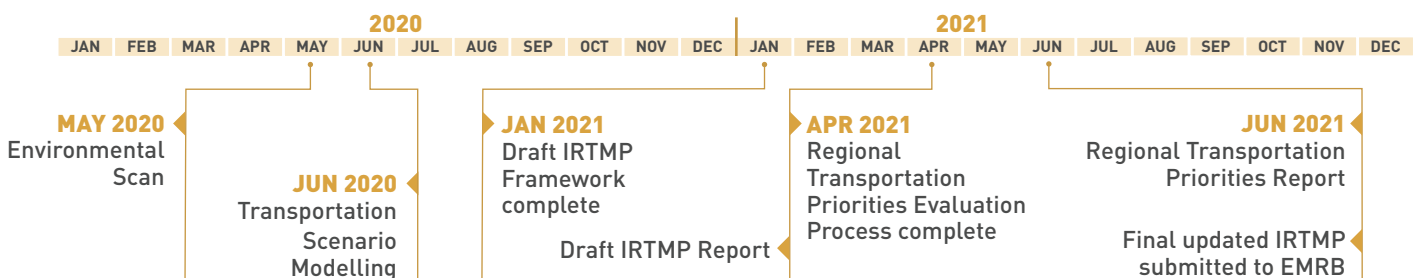 2020 2021
JAN FEB MAR APR MAY JUN JUL AUG SEP OCT NOV DEC JAN FEB MAR APR MAY JUN JUL AUG SEP OCT NOV DEC
MAY 2020
Environmental
Scan
JUN 2020
Transportation
Scenario
Modelling
JAN 2021
Draft IRTMP
Framework
complete
Draft IRTMP Report
APR 2021
Regional
Transportation
Priorities Evaluation
Process complete
JUN 2021
Regional Transportation
Priorities Report
Final updated IRTMP
submitted to EMRB